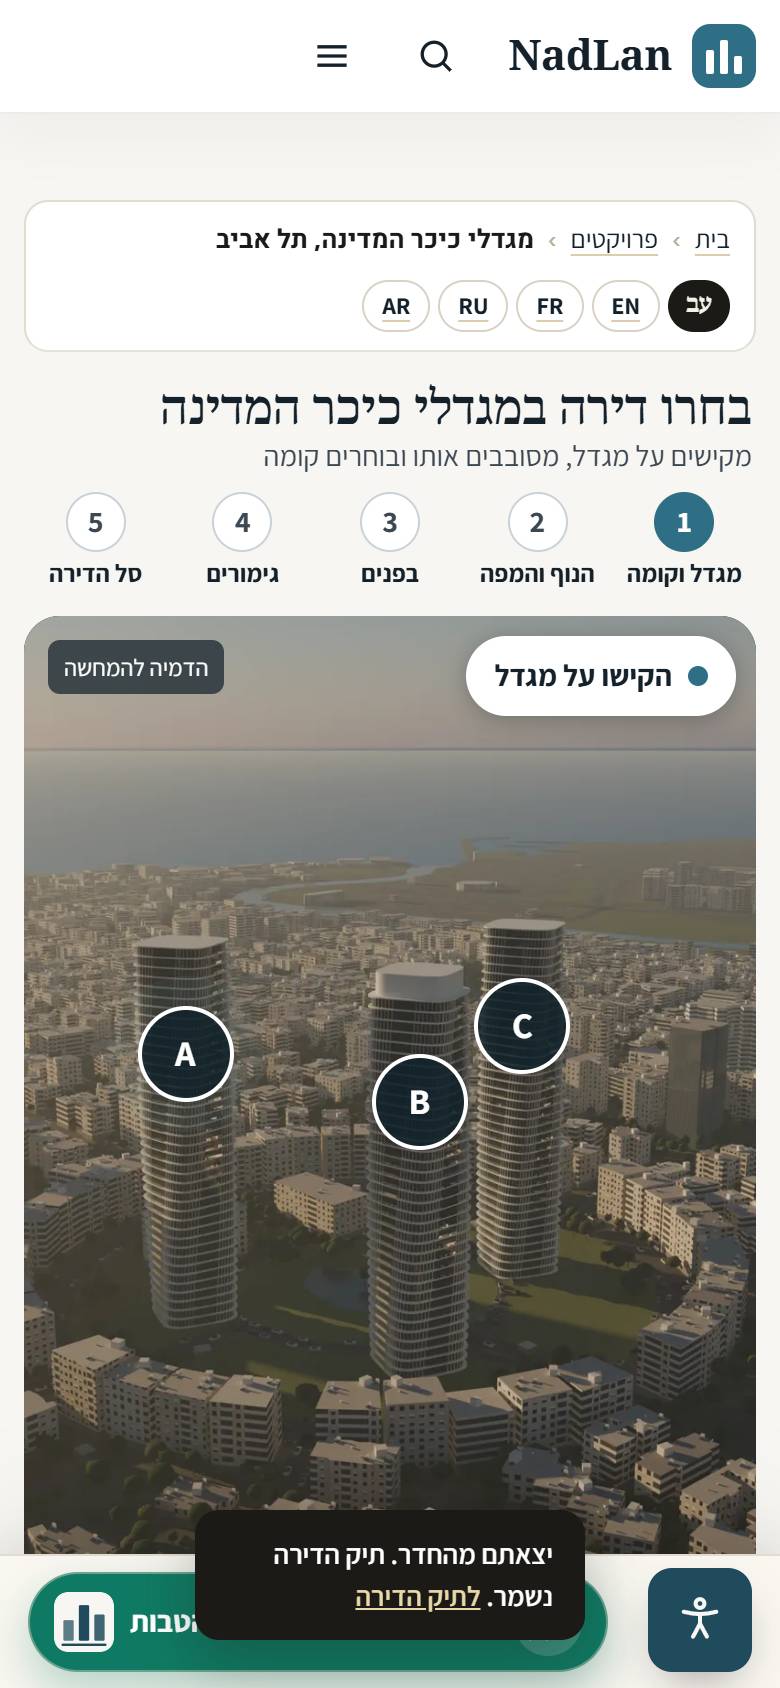 NadLan
בית › פרויקטים › מגדלי כיכר המדינה, תל אביב
עב EN FR RU AR
בחרו דירה במגדלי כיכר המדינה
מקישים על מגדל, מסובבים אותו ובוחרים קומה
1 2 3 4 5
מגדל וקומה הנוף והמפה בפנים גימורים סל הדירה
הקישו על מגדל
הדמיה להמחשה
A
B
C
יצאתם מהחדר. תיק הדירה
נשמר. לתיק הדירה